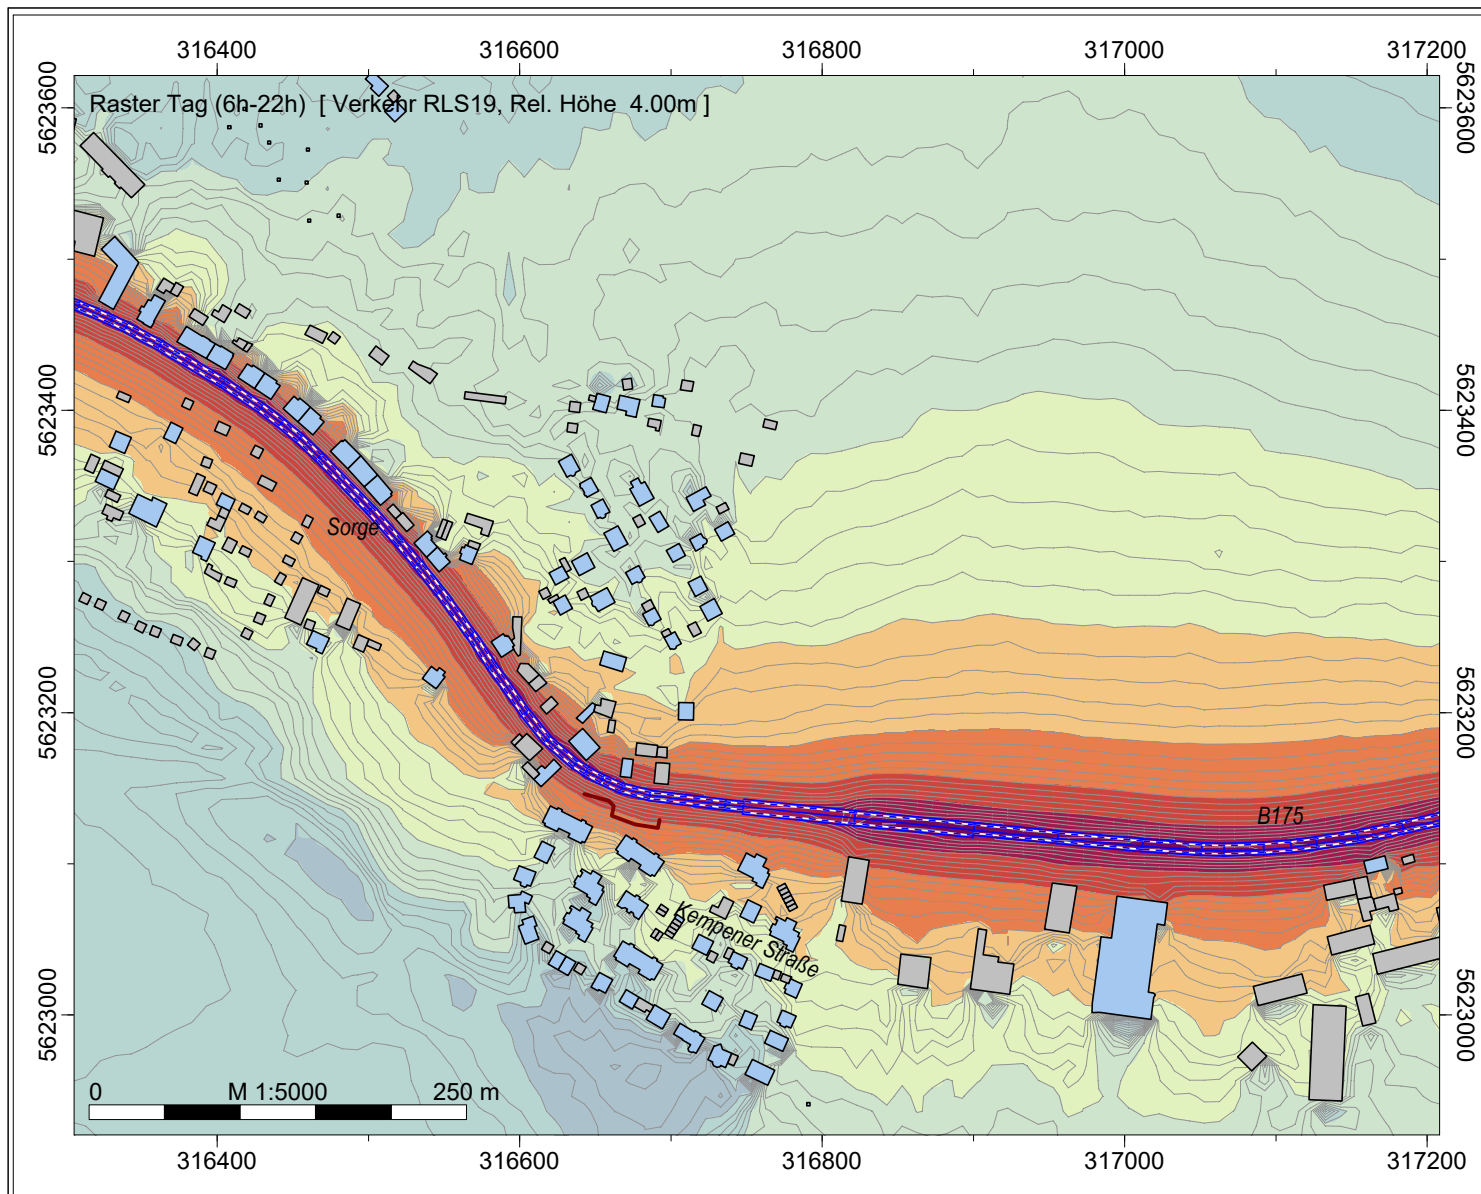 316400 316600 316800 317000 317200
5623600 5623600
Raster Tag (6h-22h) [ Verkehr RLS19, Rel. Höhe 4.00m ]
5623400 5623400
Sorge
5623200 5623200
B175
Kempener Straße
5623000 5623000
0 M 1:5000 250 m
316400 316600 316800 317000 317200